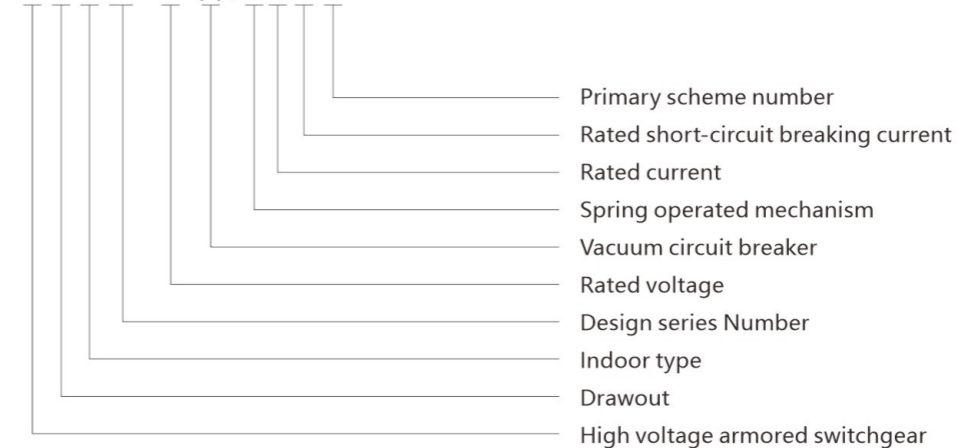 Primary scheme number
Rated short-circuit breaking current
Rated current
Spring operated mechanism
Vacuum circuit breaker
Rated voltage
Design series Number
Indoor type
Drawout
High voltage armored switchgear